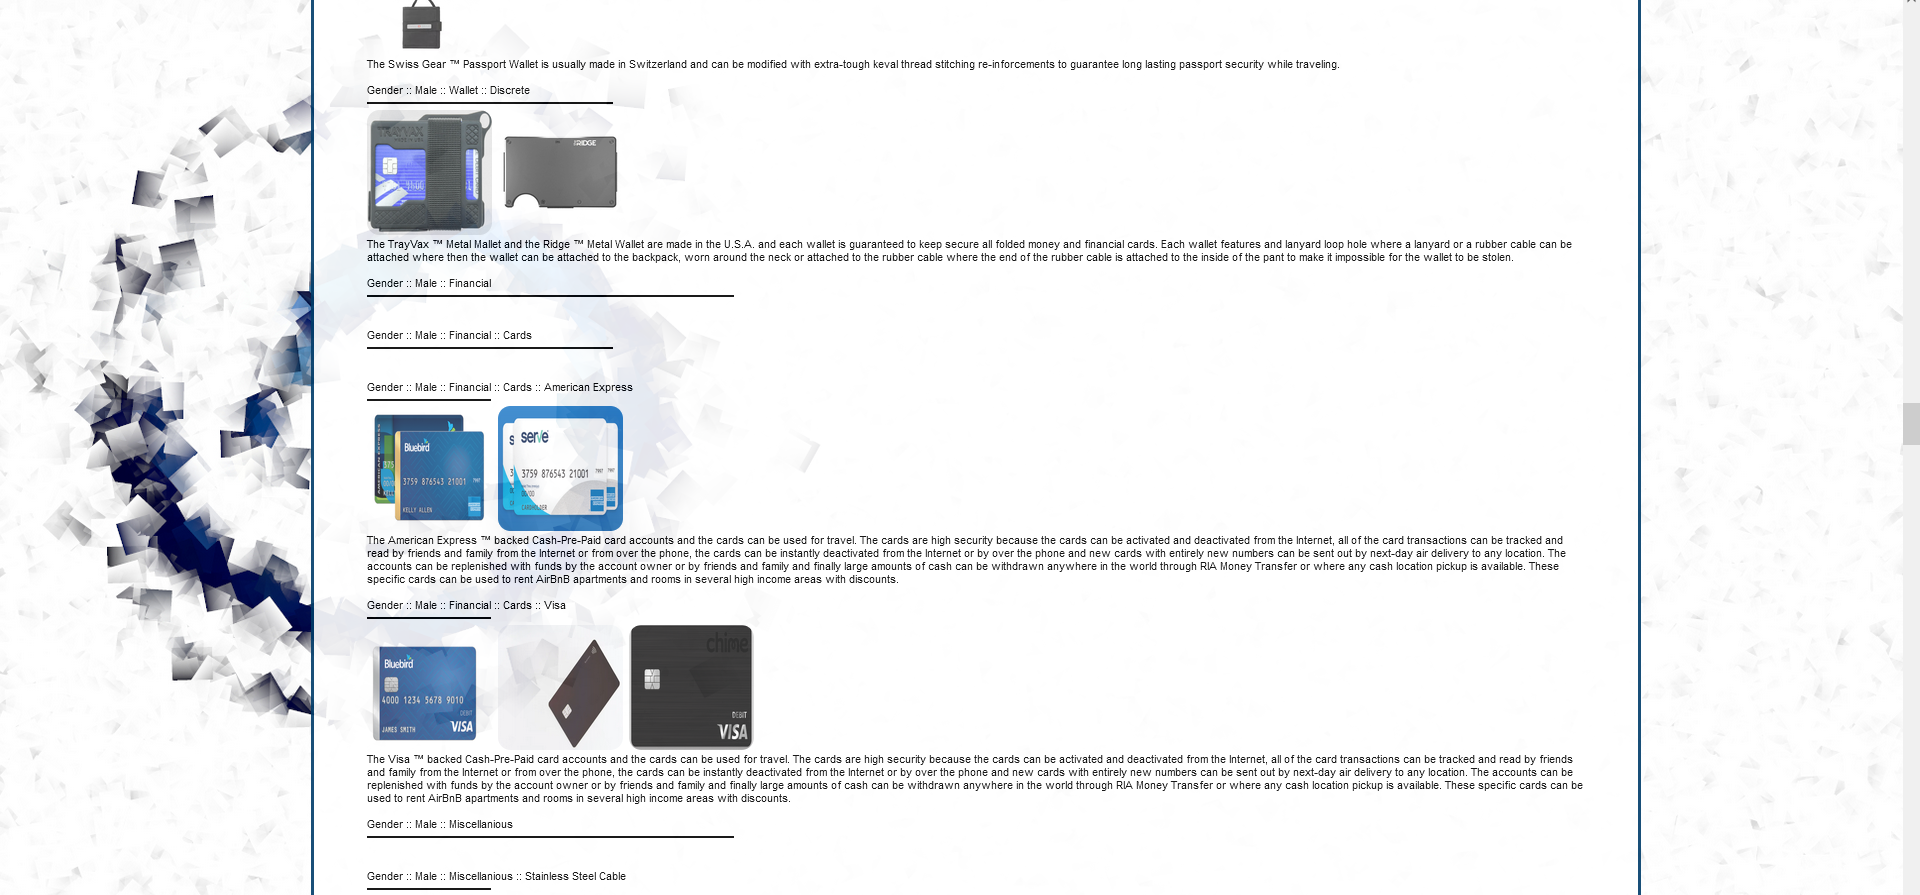 The Swiss Gear ™ Passport Wallet is usually made in Switzerland and can be modified with extra-tough keval thread stitching re-inforcements to guarantee long lasting passport security while traveling.
Gender :: Male :: Wallet :: Discrete
TRAYVAX
RIDGE
The TrayVax ™ Metal Mallet and the Ridge ™ Metal Wallet are made in the U.S.A. and each wallet is guaranteed to keep secure all folded money and financial cards. Each wallet features and lanyard loop hole where a lanyard or a rubber cable can be
attached where then the wallet can be attached to the backpack, worn around the neck or attached to the rubber cable where the end of the rubber cable is attached to the inside of the pant to make it impossible for the wallet to be stolen.
Gender :: Male :: Financial
Gender :: Male :: Financial :: Cards
Gender :: Male :: Financial :: Cards :: American Express
Bluebird
3759 876543 21001
KELLY ALLEN
serve
3759 876543 21001
00/00
CARDHOLDER
The American Express ™ backed Cash-Pre-Paid card accounts and the cards can be used for travel. The cards are high security because the cards can be activated and deactivated from the Internet, all of the card transactions can be tracked and
read by friends and family from the Internet or from over the phone, the cards can be instantly deactivated from the Internet or by over the phone and new cards with entirely new numbers can be sent out by next-day air delivery to any location. The
accounts can be replenished with funds by the account owner or by friends and family and finally large amounts of cash can be withdrawn anywhere in the world through RIA Money Transfer or where any cash location pickup is available. These
specific cards can be used to rent AirBnB apartments and rooms in several high income areas with discounts.
Gender :: Male :: Financial :: Cards :: Visa
Bluebird
4000 1234 5678 9010
DEBIT
JAMES SMITH
VISA
chime
DEBIT
VISA
The Visa ™ backed Cash-Pre-Paid card accounts and the cards can be used for travel. The cards are high security because the cards can be activated and deactivated from the Internet, all of the card transactions can be tracked and read by friends
and family from the Internet or from over the phone, the cards can be instantly deactivated from the Internet or by over the phone and new cards with entirely new numbers can be sent out by next-day air delivery to any location. The accounts can be
replenished with funds by the account owner or by friends and family and finally large amounts of cash can be withdrawn anywhere in the world through RIA Money Transfer or where any cash location pickup is available. These specific cards can be
used to rent AirBnB apartments and rooms in several high income areas with discounts.
Gender :: Male :: Miscellanious
Gender :: Male :: Miscellanious :: Stainless Steel Cable